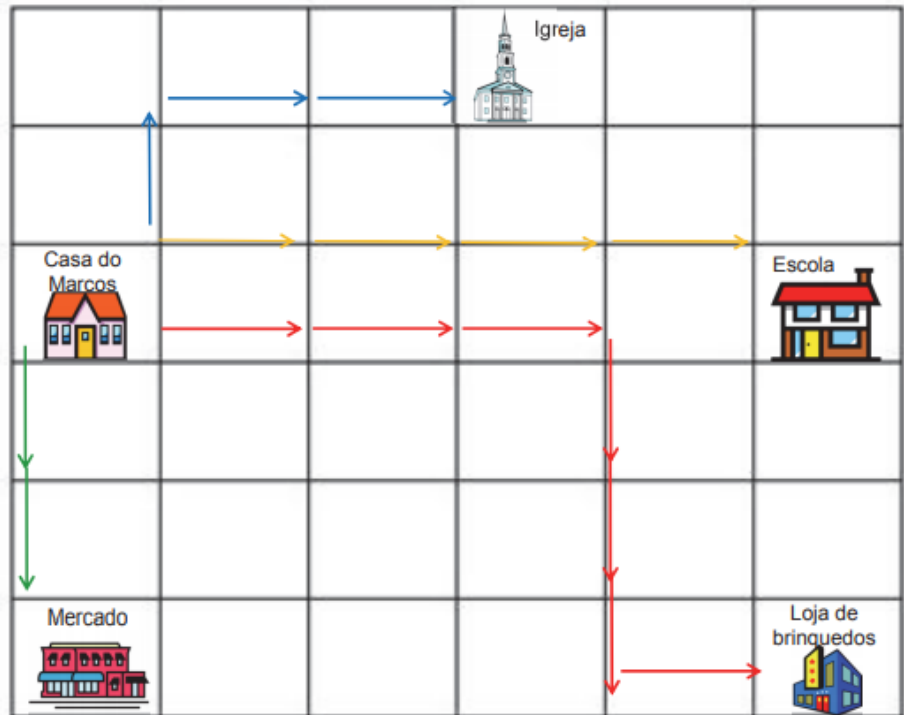 Igreja
Casa do
Marcos
Escola
Mercado
Loja de
brinquedos